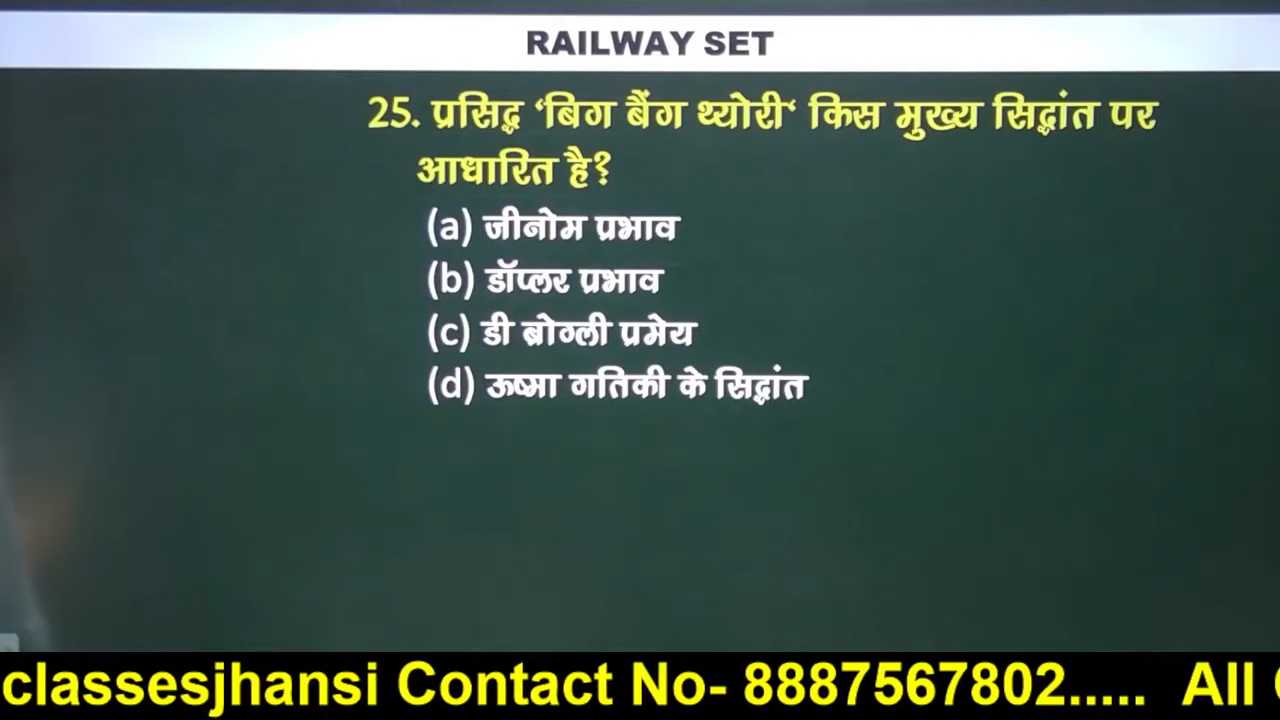 RAILWAY SET
25. प्रसिद्ध ‘बिग बैंग थ्योरी‘ किस मुख्य सिद्धांत पर
आधारित है?
(a) जीनोम प्रभाव
(b) डॉप्लर प्रभाव
(c) डी ब्रोग्ली प्रमेय
(d) ऊष्मा गतिकी के सिद्धांत
classesjhansi Contact No- 8887567802..... All